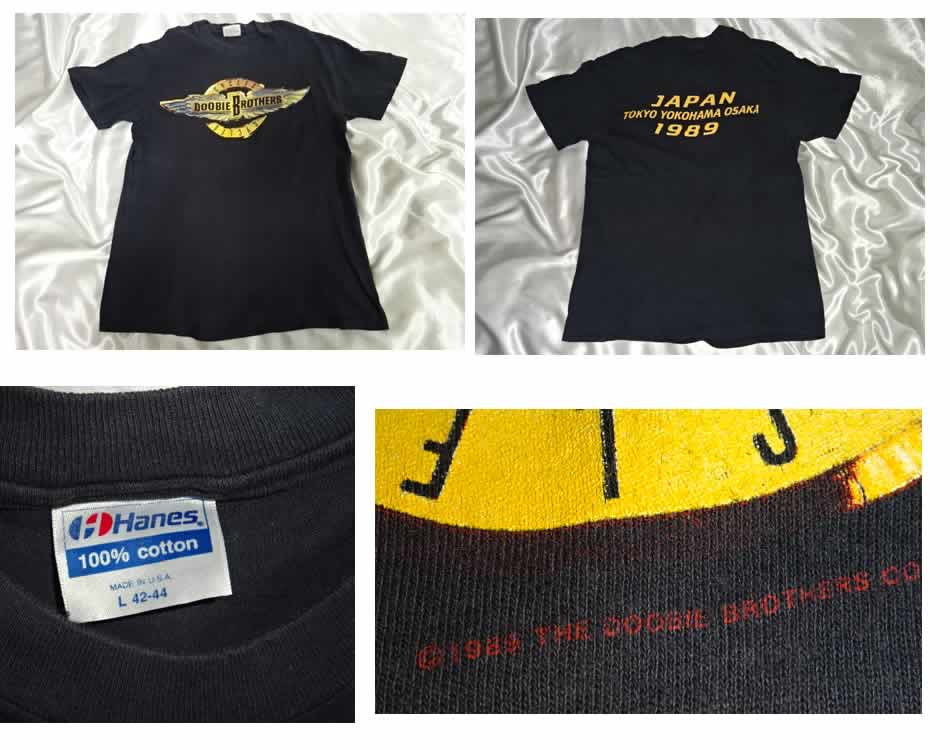 DOOBIE BROTHERS
JAPAN
TOKYO YOKOHAMA OSAKA
1989
Hanes®
100% cotton
MADE IN U.S.A.
L 42-44
©1989 THE DOOBIE BROTHERS CO